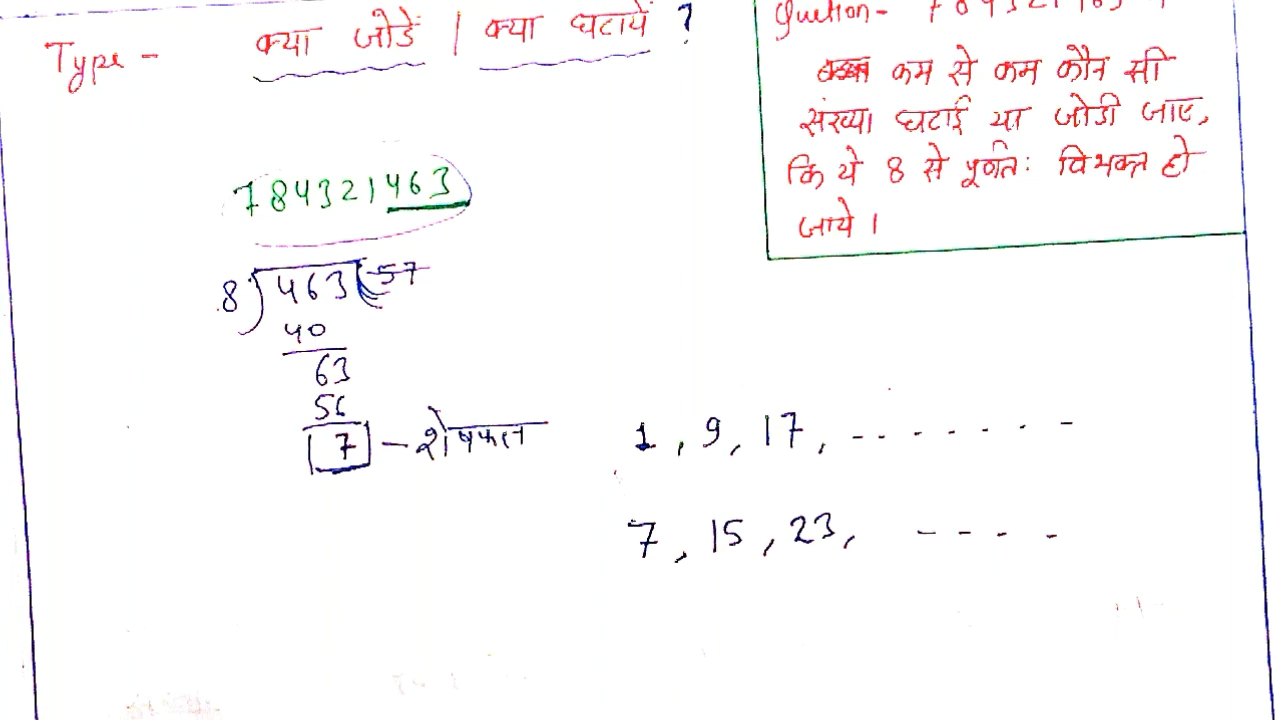 Type - क्या जोडें | क्या घटायें ?
Question- 784321463
कम से कम कौन सी
संख्या घटाई या जोडी जाए,
कि ये 8 से पूर्णतः विभक्त हो
जाये ।
784321463
8) 463 ( 57
40
63
56
7 - शेषफल
1, 9, 17, --------
7, 15, 23, ----